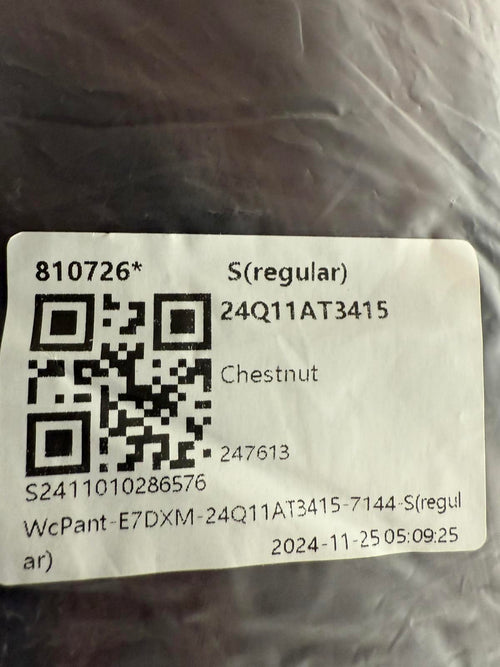 810726* S(regular)
24Q11AT3415
Chestnut
247613
S2411010286576
WcPant-E7DXM-24Q11AT3415-7144-S(regul
ar) 2024-11-25 05:09:25